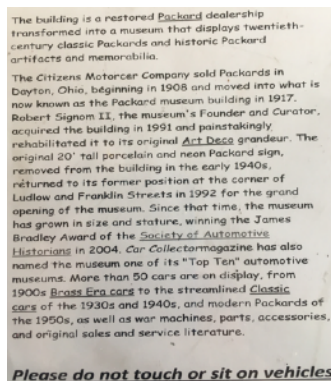 The building is a restored Packard dealership
transformed into a museum that displays twentieth-
century classic Packards and historic Packard
artifacts and memorabilia.
The Citizens Motorcar Company sold Packards in
Dayton, Ohio, beginning in 1908 and moved into what is
now known as the Packard museum building in 1917.
Robert Signom II, the museum's Founder and Curator,
acquired the building in 1991 and painstakingly
rehabilitated it to its original Art Deco grandeur. The
original 20' tall porcelain and neon Packard sign,
removed from the building in the early 1940s,
returned to its former position at the corner of
Ludlow and Franklin Streets in 1992 for the grand
opening of the museum. Since that time, the museum
has grown in size and stature, winning the James
Bradley Award of the Society of Automotive
Historians in 2004. Car Collectormagazine has also
named the museum one of its "Top Ten" automotive
museums. More than 50 cars are on display, from
1900s Brass Era cars to the streamlined Classic
cars of the 1930s and 1940s, and modern Packards of
the 1950s, as well as war machines, parts, accessories,
and original sales and service literature.
Please do not touch or sit on vehicles